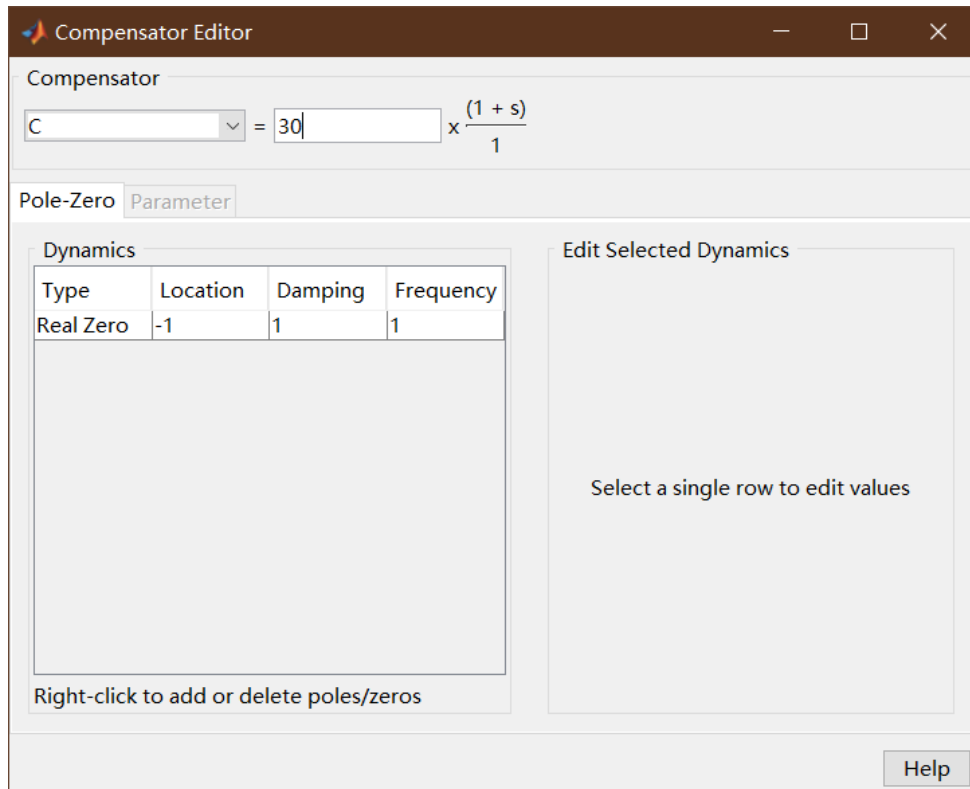 Compensator Editor
Compensator
C = 30 x (1 + s)
1
Pole-Zero Parameter
Dynamics
Type Location Damping Frequency
Real Zero -1 1 1
Right-click to add or delete poles/zeros
Edit Selected Dynamics
Select a single row to edit values
Help